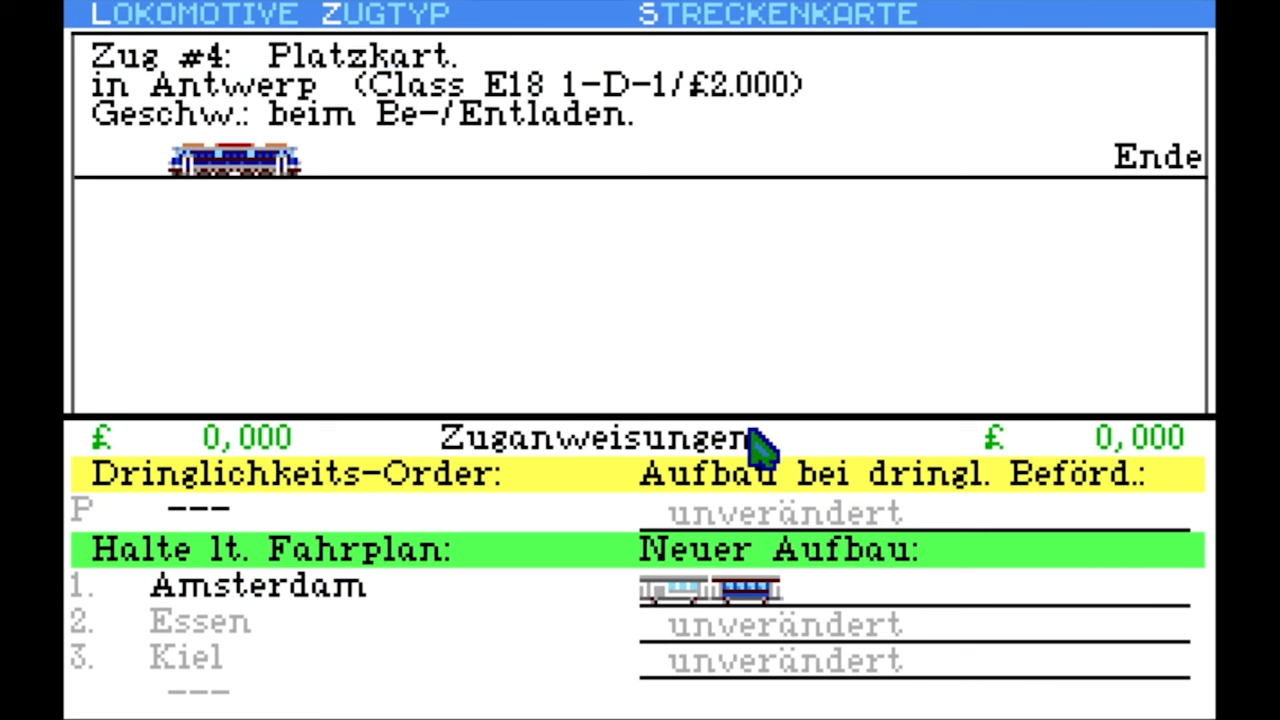 LOKOMOTIVE ZUGTYP STRECKENKARTE
Zug #4: Platzkart.
in Antwerp (Class E18 1-D-1/£2.000)
Geschw.: beim Be-/Entladen.
Ende
£ 0,000 Zuganweisungen £ 0,000
Dringlichkeits-Order: Aufbau bei dringl. Beförd.:
P --- unverändert
Halte lt. Fahrplan: Neuer Aufbau:
1. Amsterdam
2. Essen unverändert
3. Kiel unverändert
---